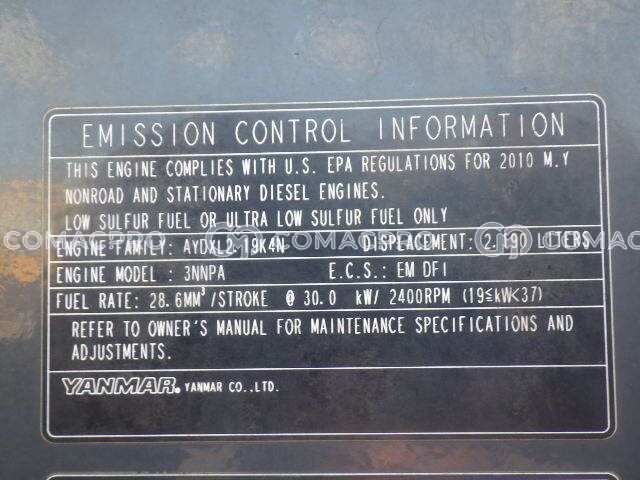 EMISSION CONTROL INFORMATION
THIS ENGINE COMPLIES WITH U.S. EPA REGULATIONS FOR 2010 M.Y
NONROAD AND STATIONARY DIESEL ENGINES.
LOW SULFUR FUEL OR ULTRA LOW SULFUR FUEL ONLY
ENGINE FAMILY: AYDXL2.19K4N DISPLACEMENT: 2.190 LITERS
COMACPRO COMACPRO COMACPRO
ENGINE MODEL : 3NNPA E.C.S.: EM DFI
FUEL RATE: 28.6MM³/STROKE @ 30.0 kW/ 2400RPM (19≦kW<37)
REFER TO OWNER'S MANUAL FOR MAINTENANCE SPECIFICATIONS AND
ADJUSTMENTS.
YANMAR. YANMAR CO.,LTD.